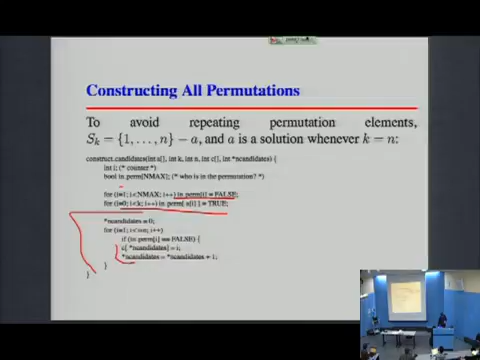 Constructing All Permutations
To avoid repeating permutation elements,
Sk = {1, . . . , n} − a, and a is a solution whenever k = n:
construct_candidates(int a[], int k, int n, int c[], int *ncandidates) {
int i; (* counter *)
bool in_perm[NMAX]; (* who is in the permutation? *)
for (i=1; i<NMAX; i++) in_perm[i] = FALSE;
for (i=0; i<k; i++) in_perm[ a[i] ] = TRUE;
*ncandidates = 0;
for (i=1; i<=n; i++)
if (in_perm[i] == FALSE) {
c[ *ncandidates] = i;
*ncandidates = *ncandidates + 1;
}
}